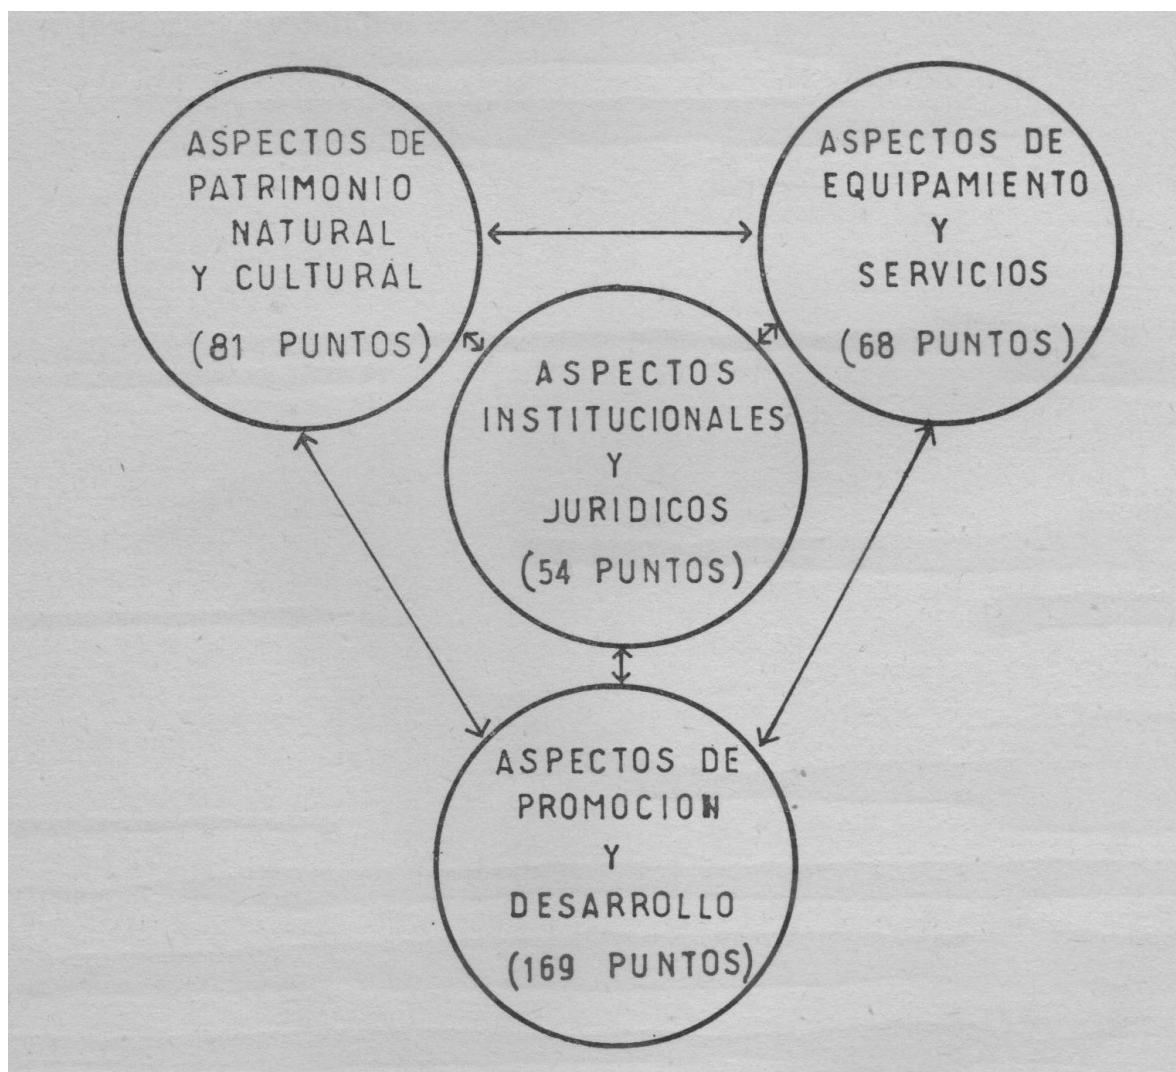 ASPECTOS DE
PATRIMONIO
NATURAL
Y CULTURAL
(81 PUNTOS)
ASPECTOS DE
EQUIPAMIENTO
Y
SERVICIOS
(68 PUNTOS)
ASPECTOS
INSTITUCIONALES
Y
JURIDICOS
(54 PUNTOS)
ASPECTOS DE
PROMOCION
Y
DESARROLLO
(169 PUNTOS)